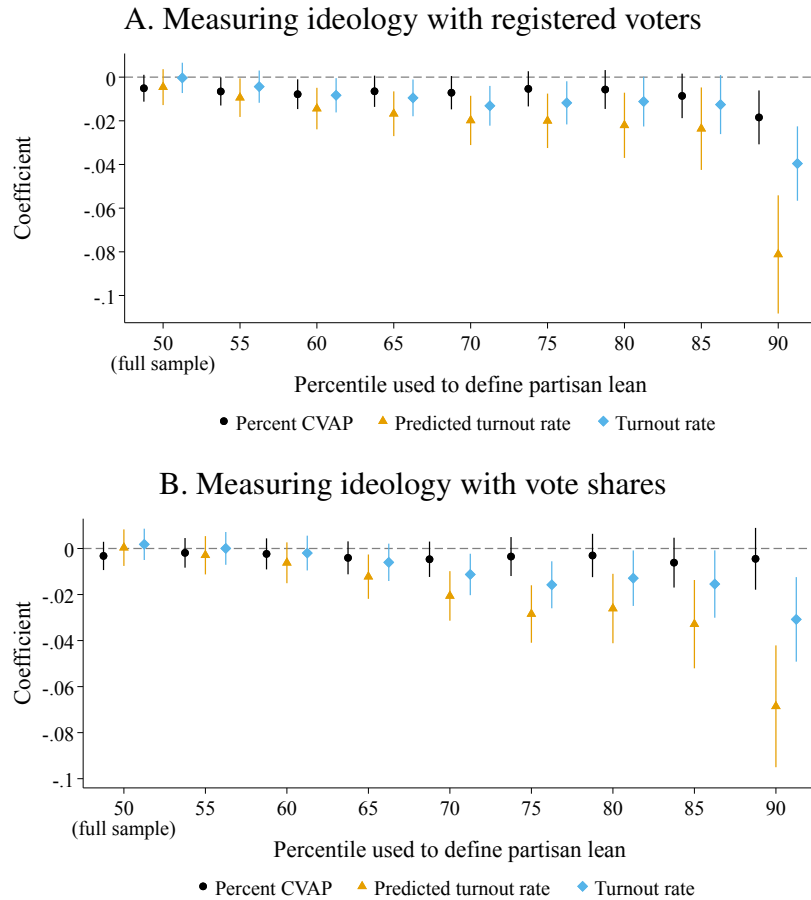 A. Measuring ideology with registered voters
0
-.02
-.04
-.06
-.08
-.1
Coefficient
50 55 60 65 70 75 80 85 90
(full sample)
Percentile used to define partisan lean
Percent CVAP Predicted turnout rate Turnout rate
B. Measuring ideology with vote shares
0
-.02
-.04
-.06
-.08
-.1
Coefficient
50 55 60 65 70 75 80 85 90
(full sample)
Percentile used to define partisan lean
Percent CVAP Predicted turnout rate Turnout rate